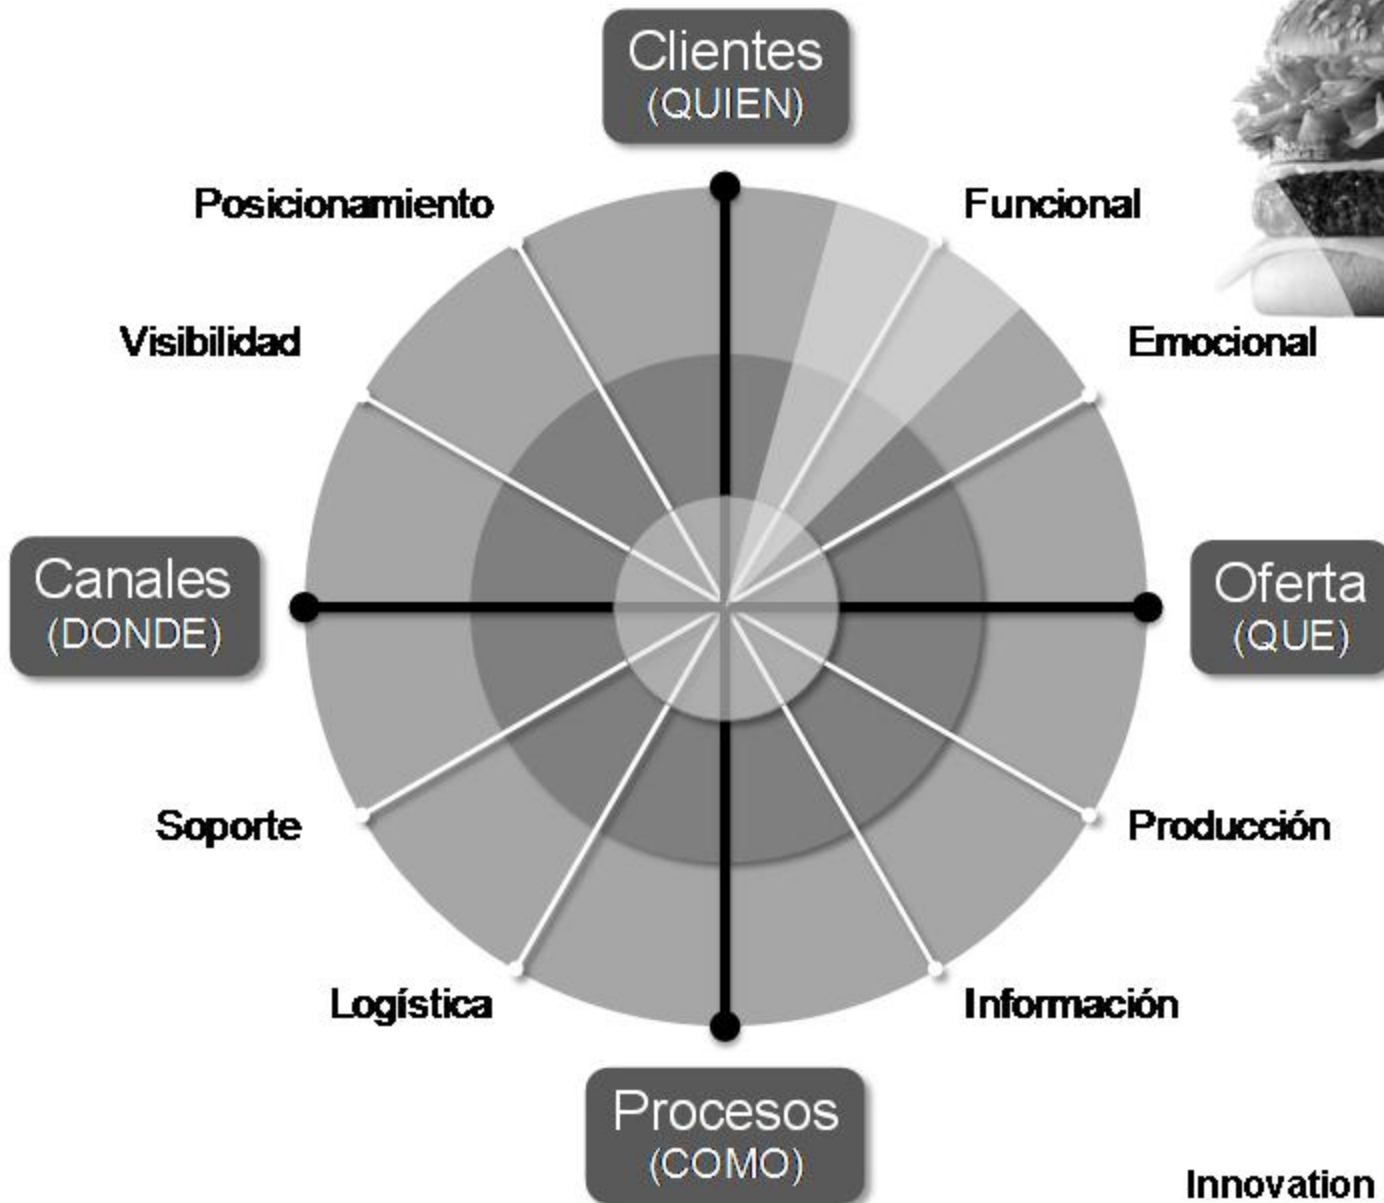 Clientes
(QUIEN)
Posicionamiento
Funcional
Visibilidad
Emocional
Canales
(DONDE)
Oferta
(QUE)
Soporte
Producción
Logística
Información
Procesos
(COMO)
Innovation